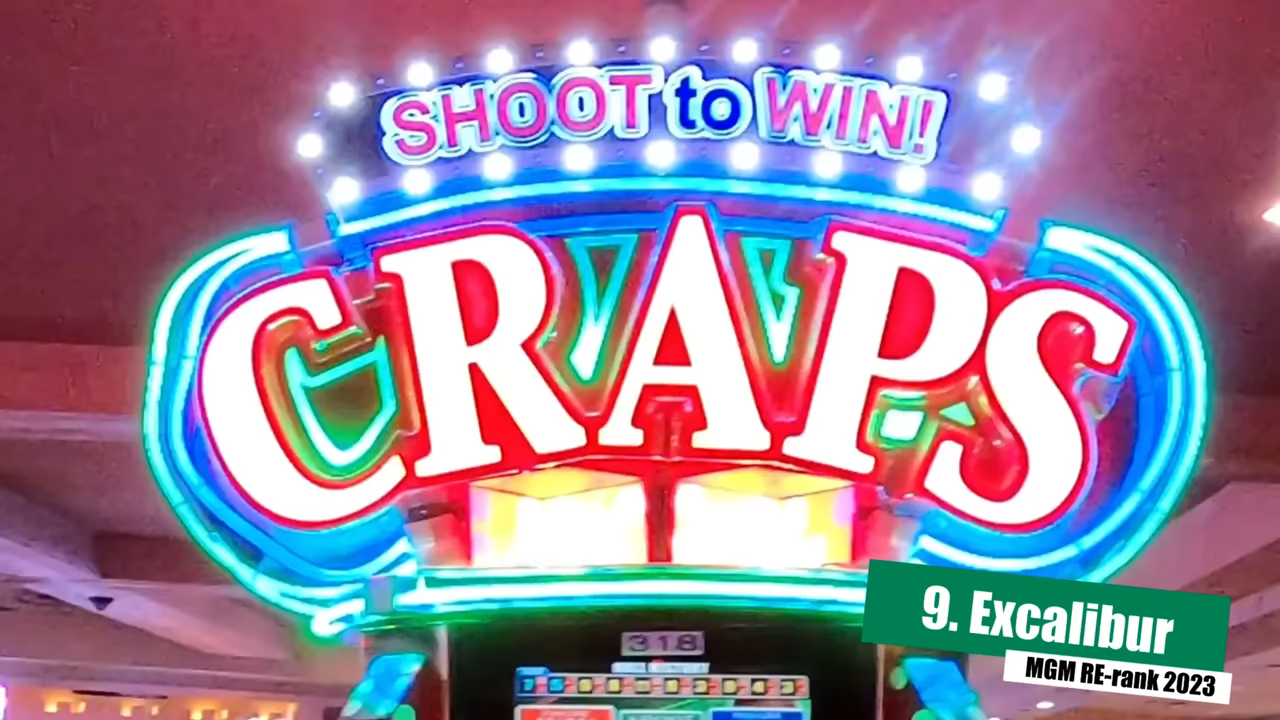 SHOOT to WIN!
CRAPS
318
9. Excalibur
MGM RE-rank 2023